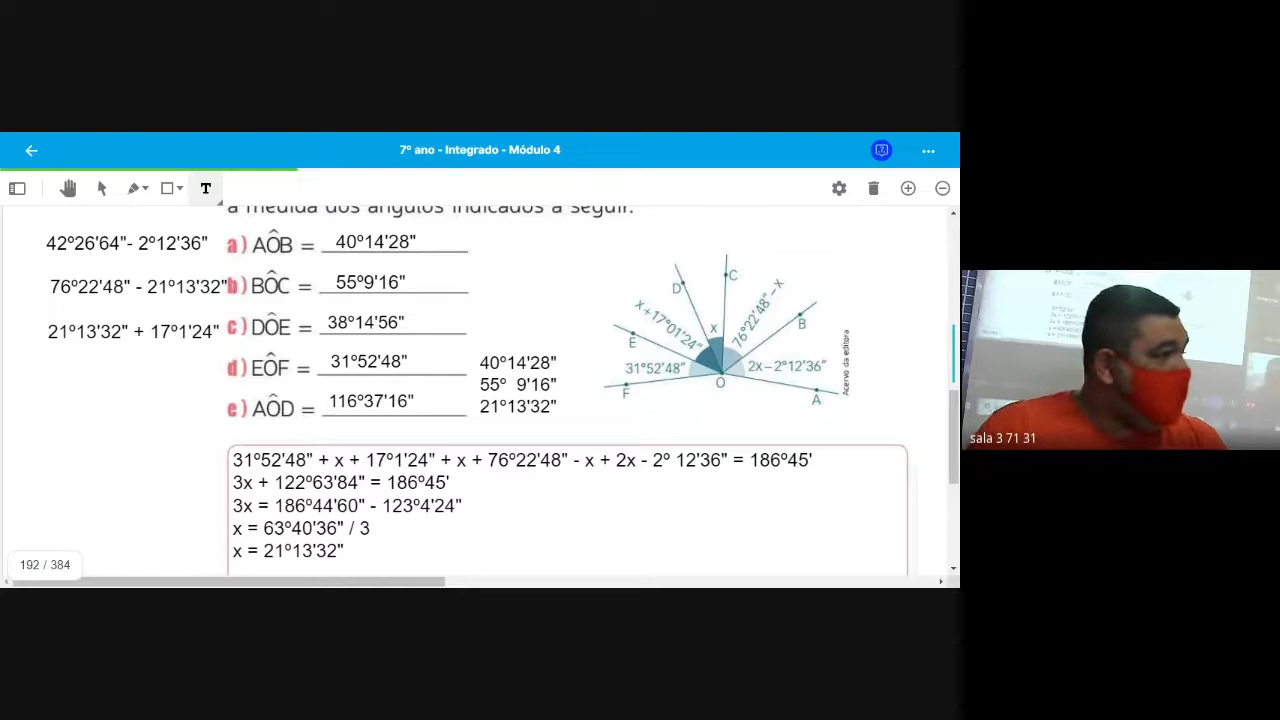 7º ano - Integrado - Módulo 4
T
a medida dos ângulos indicados a seguir.
42º26'64"- 2º12'36"
a) AÔB = 40º14'28"
76º22'48" - 21º13'32"
b) BÔC = 55º9'16"
21º13'32" + 17º1'24"
c) DÔE = 38º14'56"
d) EÔF = 31º52'48"
e) AÔD = 116º37'16"
40º14'28"
55º 9'16"
21º13'32"
C
D
x
76º22'48"-x
B
x+17º01'24"
E
31º52'48"
2x-2º12'36"
O
F
A
Acervo da editora
31º52'48" + x + 17º1'24" + x + 76º22'48" - x + 2x - 2º 12'36" = 186º45'
3x + 122º63'84" = 186º45'
3x = 186º44'60" - 123º4'24"
x = 63º40'36" / 3
x = 21º13'32"
192 / 384
sala 3 71 31